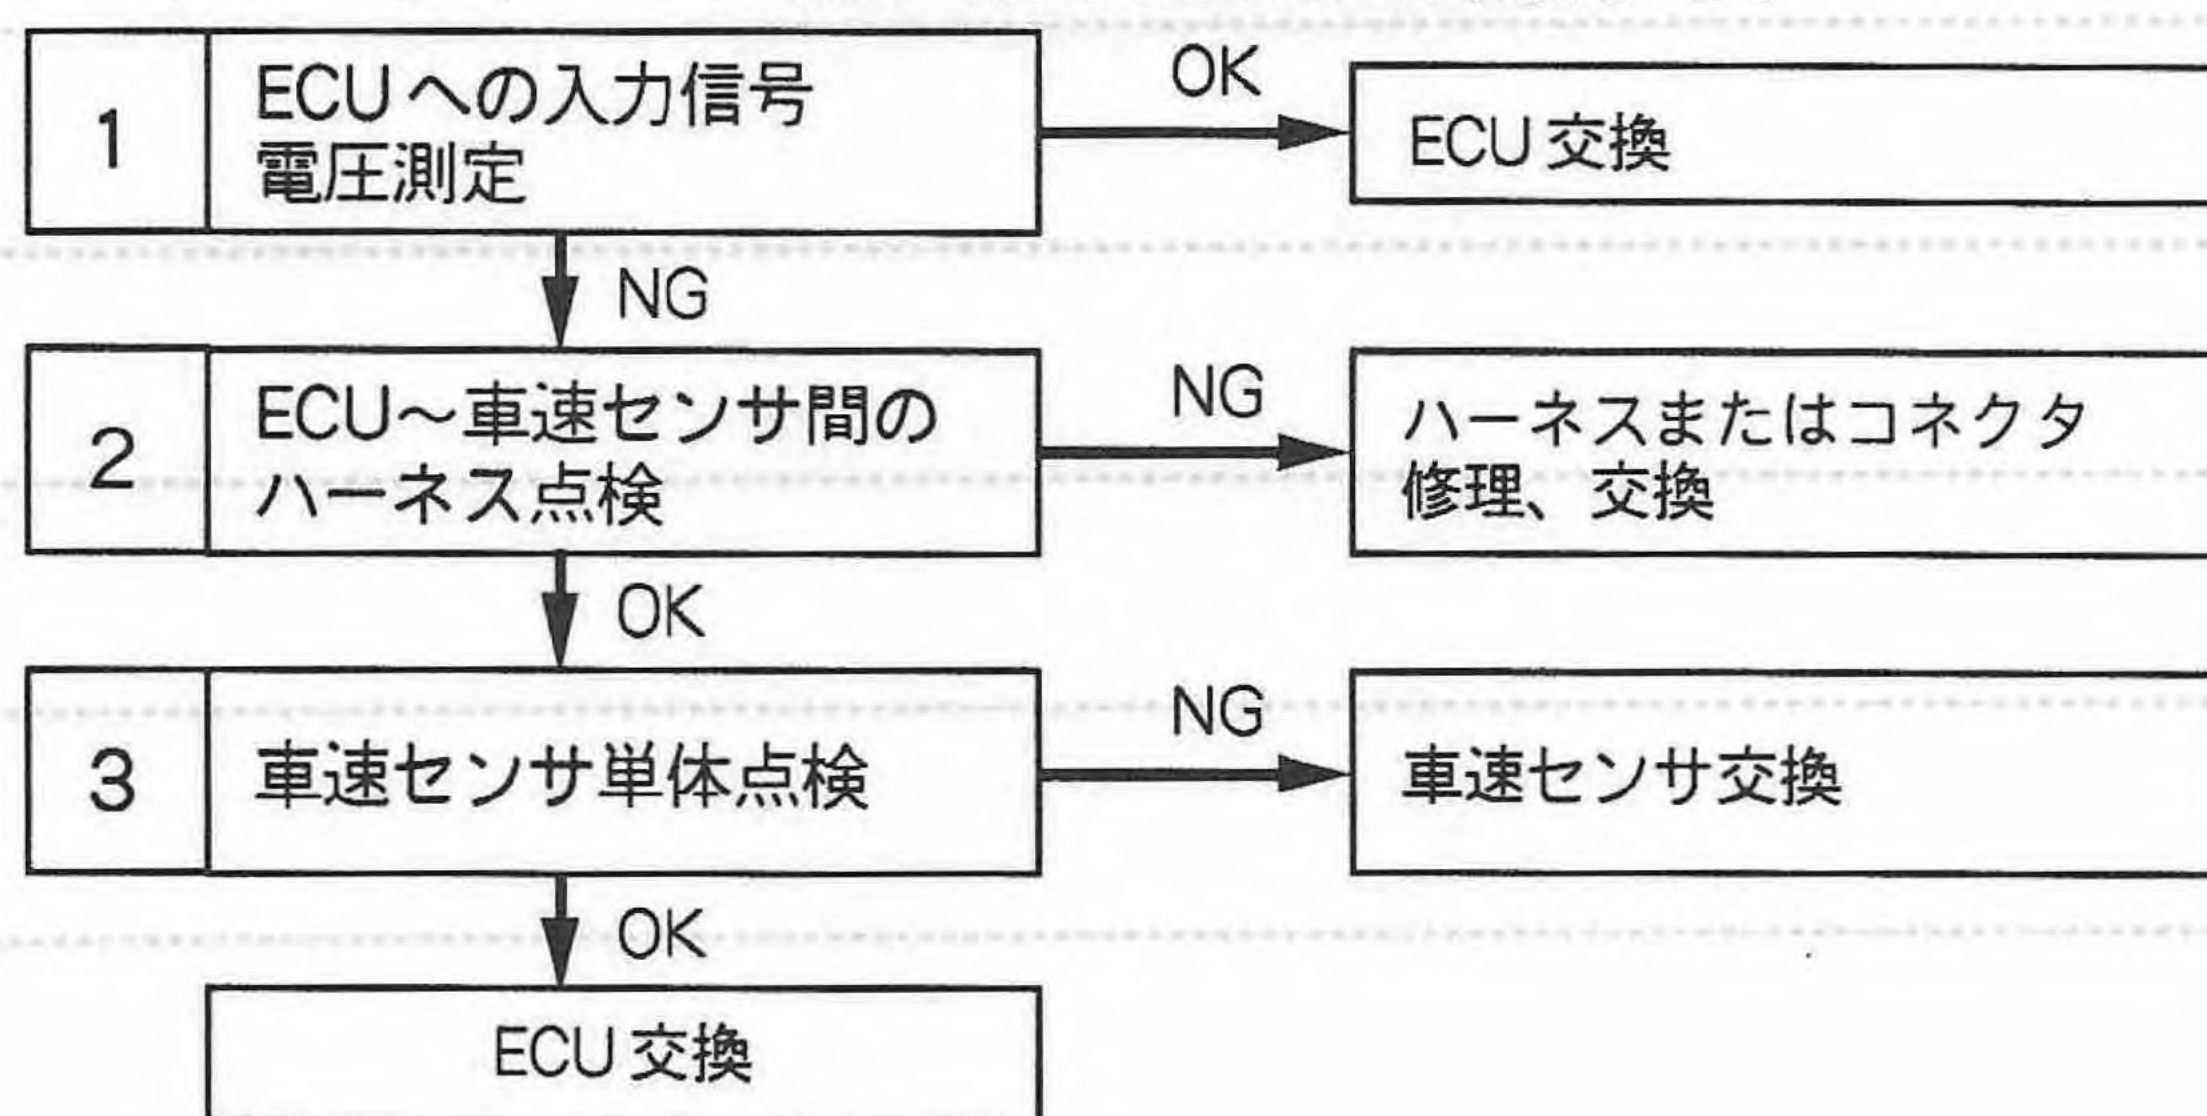 1
ECUへの入力信号
電圧測定
OK
ECU交換
NG
2
ECU〜車速センサ間の
ハーネス点検
NG
ハーネスまたはコネクタ
修理、交換
OK
3
車速センサ単体点検
NG
車速センサ交換
OK
ECU交換